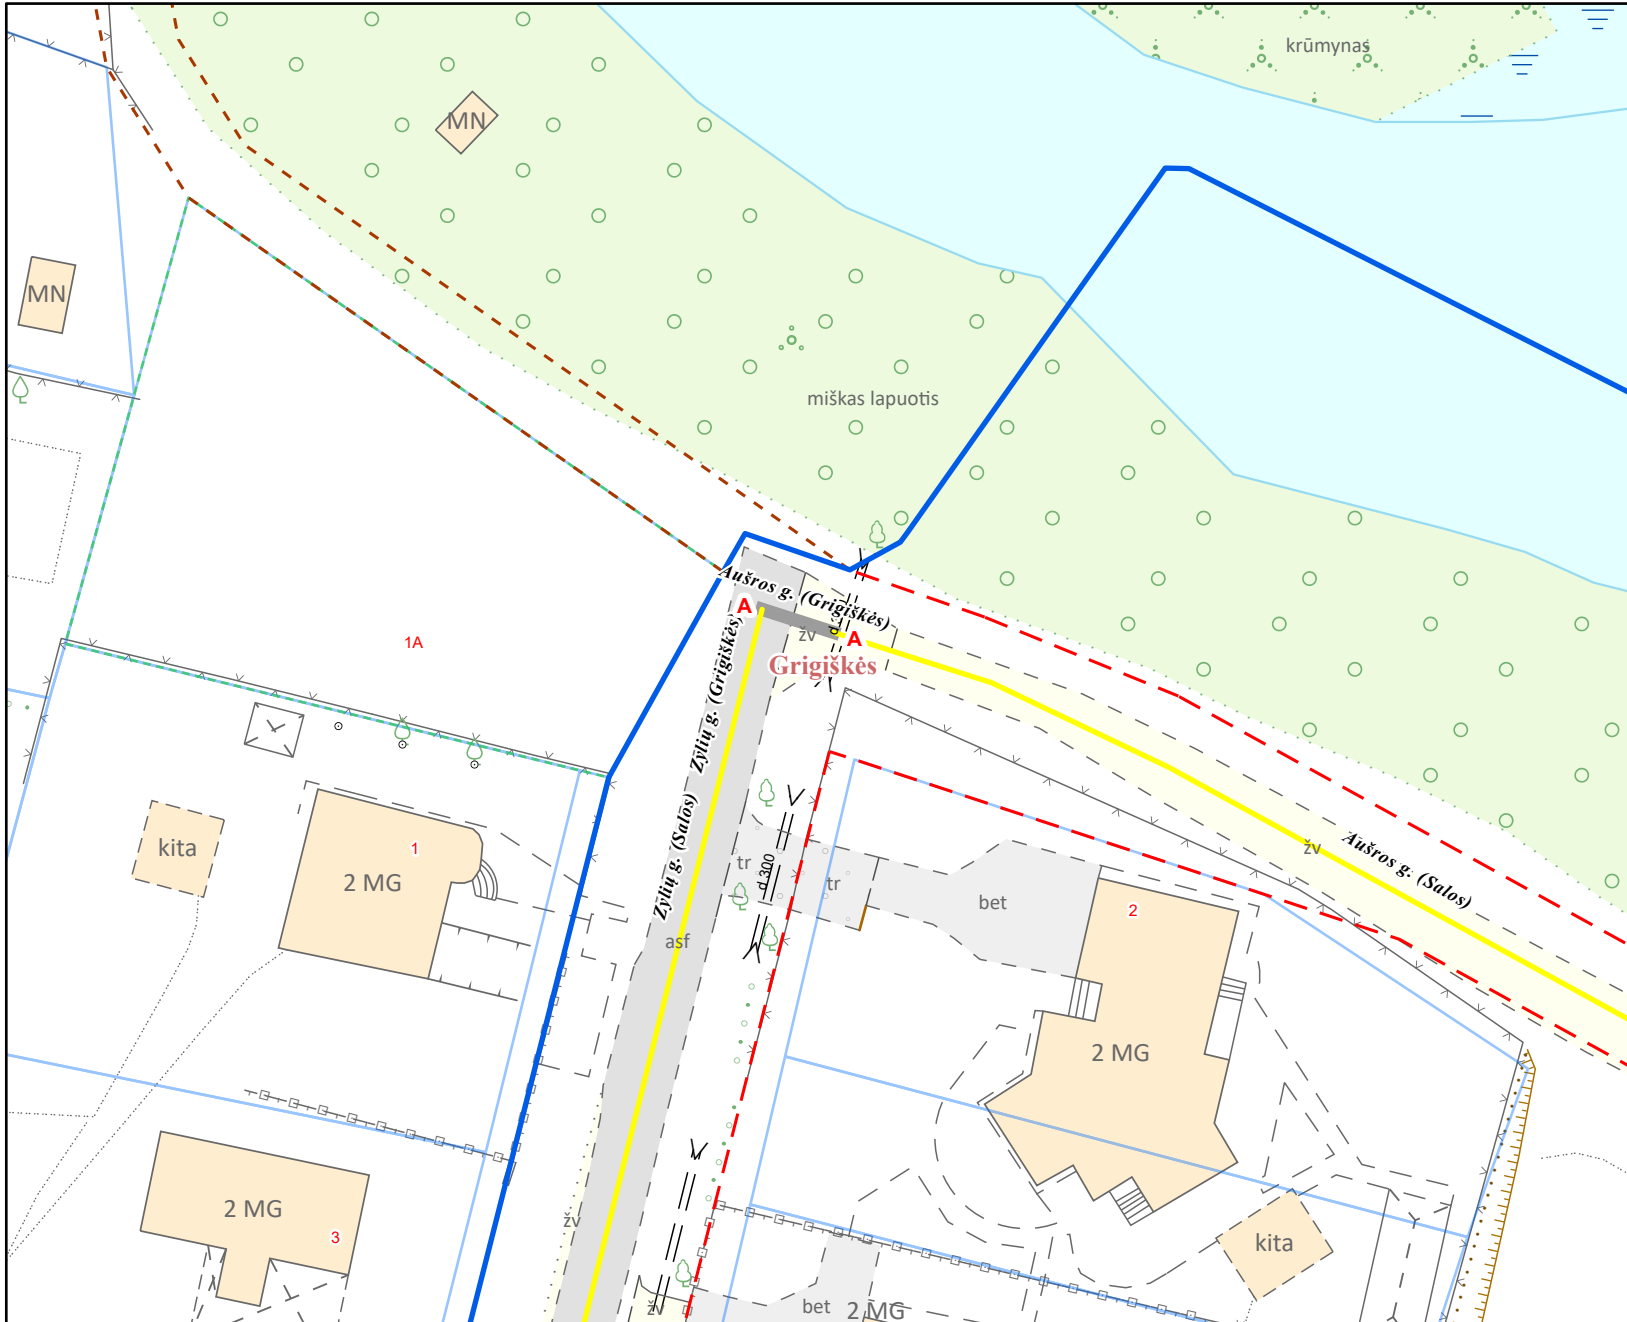 krūmynas
MN
MN
miškas lapuotis
Aušros g. (Grigiškės)
A
A
žv
Grigiškės
1A
Zylių g. (Grigiškės)
Zylių g. (Salos)
kita
1
2 MG
tr
d 300
tr
bet
2
žv
Aušros g. (Salos)
asf
2 MG
2 MG
3
žv
kita
žv
bet
2 MG